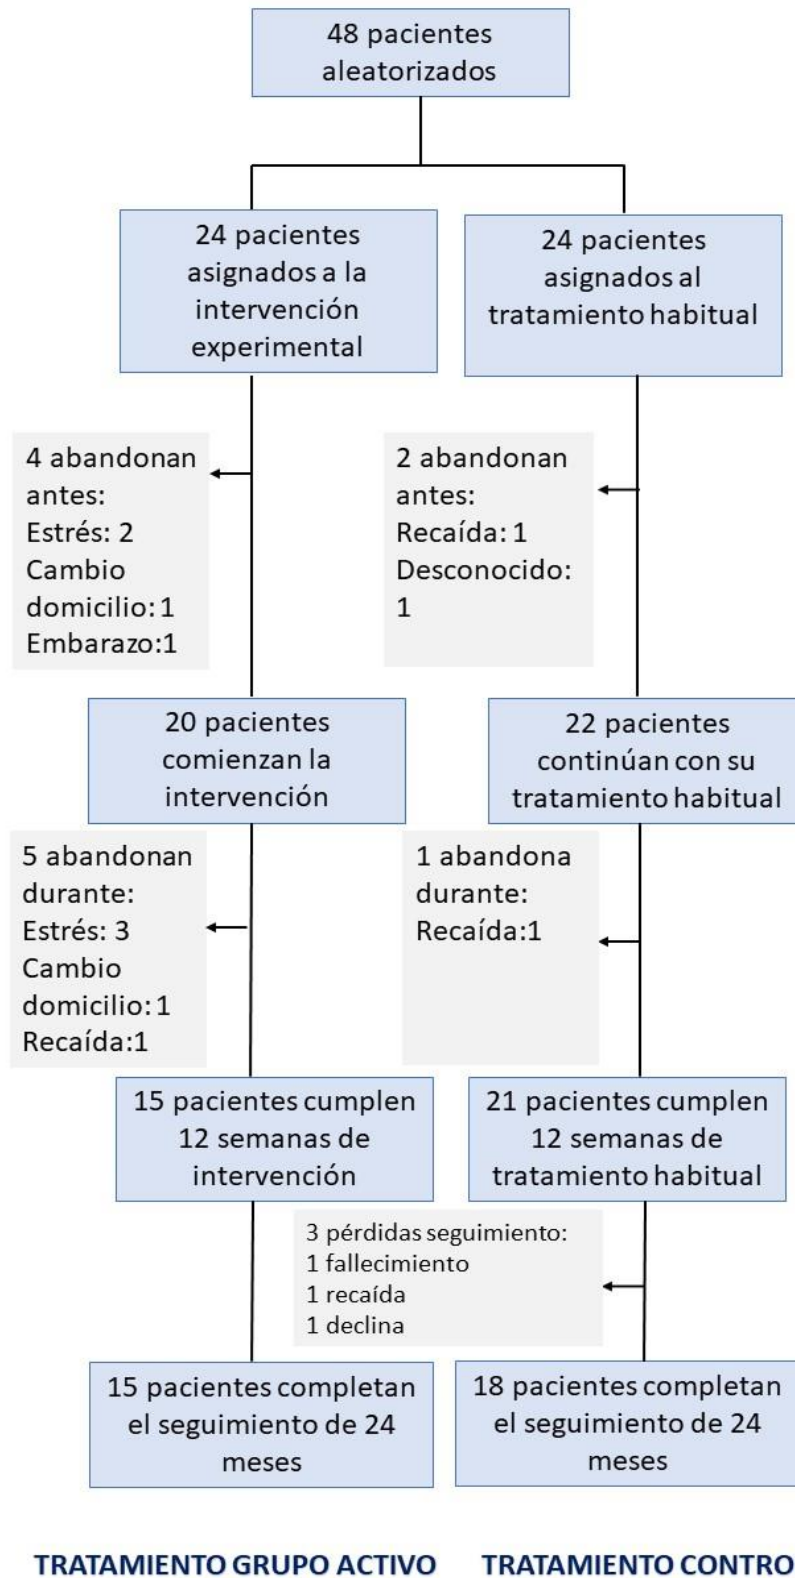 48 pacientes
aleatorizados
24 pacientes
asignados a la
intervención
experimental
24 pacientes
asignados al
tratamiento habitual
4 abandonan
antes:
Estrés: 2
Cambio
domicilio: 1
Embarazo:1
2 abandonan
antes:
Recaída: 1
Desconocido:
1
20 pacientes
comienzan la
intervención
22 pacientes
continúan con su
tratamiento habitual
5 abandonan
durante:
Estrés: 3
Cambio
domicilio: 1
Recaída:1
1 abandona
durante:
Recaída:1
15 pacientes cumplen
12 semanas de
intervención
21 pacientes cumplen
12 semanas de
tratamiento habitual
3 pérdidas seguimiento:
1 fallecimiento
1 recaída
1 declina
15 pacientes completan
el seguimiento de 24
meses
18 pacientes completan
el seguimiento de 24
meses
TRATAMIENTO GRUPO ACTIVO
TRATAMIENTO CONTRO